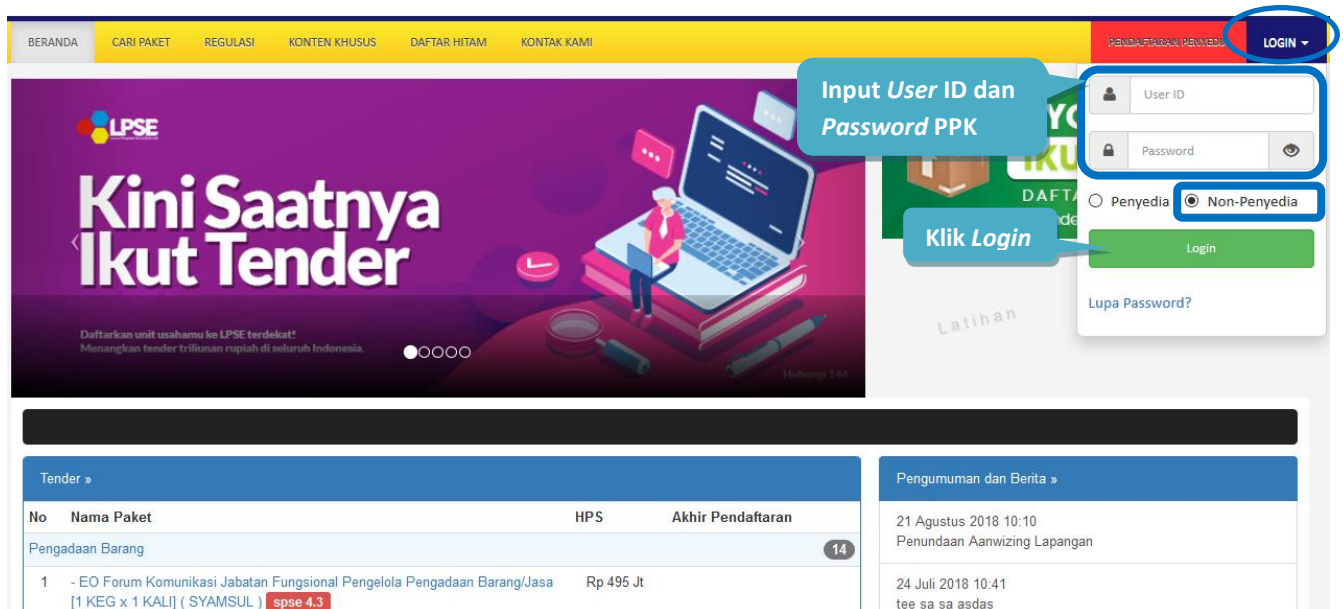 BERANDA CARI PAKET REGULASI KONTEN KHUSUS DAFTAR HITAM KONTAK KAMI PENDAFTARAN PENYEDIA LOGIN
Input User ID dan
Password PPK
User ID
Password
Penyedia Non-Penyedia
Klik Login
Login
Lupa Password?
LPSE
Kini Saatnya
Ikut Tender
Daftarkan unit usahamu ke LPSE terdekat!
Menangkan tender triliunan rupiah di seluruh Indonesia.
Hubungi 144
Latihan
Tender »
No Nama Paket HPS Akhir Pendaftaran
Pengadaan Barang 14
1 - EO Forum Komunikasi Jabatan Fungsional Pengelola Pengadaan Barang/Jasa Rp 495 Jt
[1 KEG x 1 KALI] ( SYAMSUL ) spse 4.3
Pengumuman dan Berita »
21 Agustus 2018 10:10
Penundaan Aanwizing Lapangan
24 Juli 2018 10:41
tee sa sa asdas